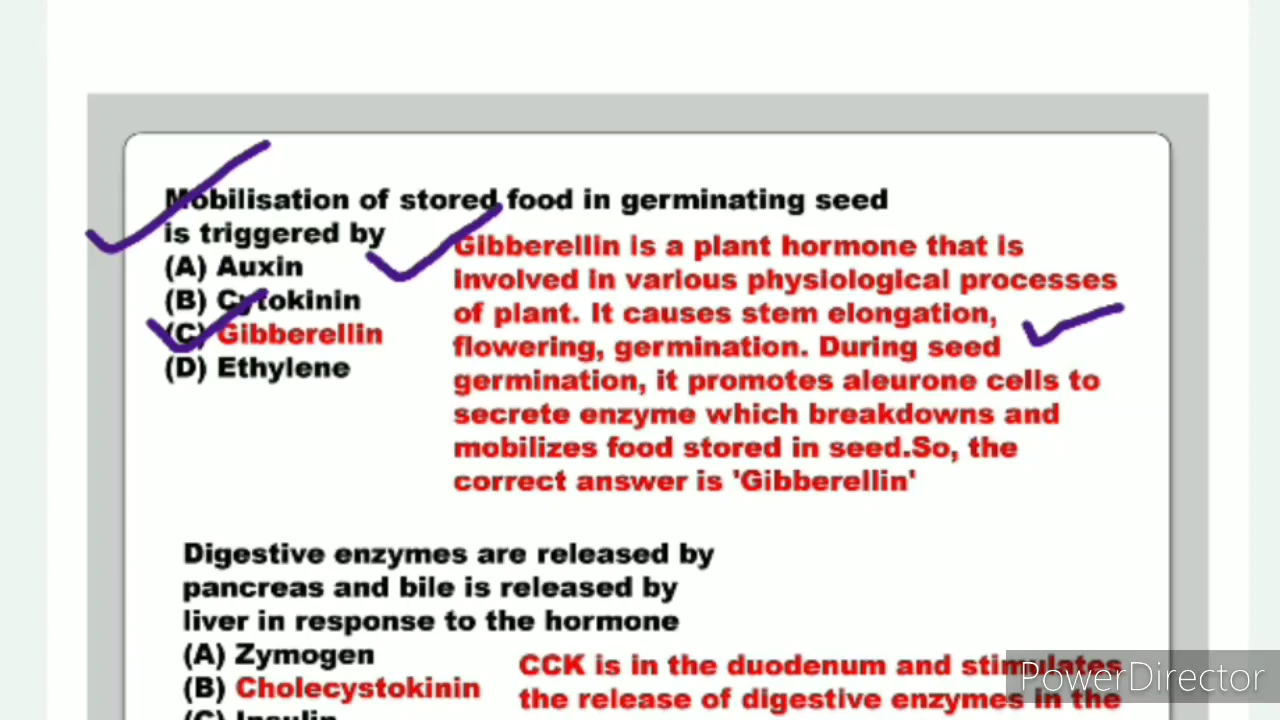 Mobilisation of stored food in germinating seed
is triggered by
(A) Auxin
(B) Cytokinin
(C) Gibberellin
(D) Ethylene
Gibberellin is a plant hormone that is
involved in various physiological processes
of plant. It causes stem elongation,
flowering, germination. During seed
germination, it promotes aleurone cells to
secrete enzyme which breakdowns and
mobilizes food stored in seed.So, the
correct answer is 'Gibberellin'
Digestive enzymes are released by
pancreas and bile is released by
liver in response to the hormone
(A) Zymogen
(B) Cholecystokinin
(C) Insulin
CCK is in the duodenum and stimulates
the release of digestive enzymes in the
PowerDirector